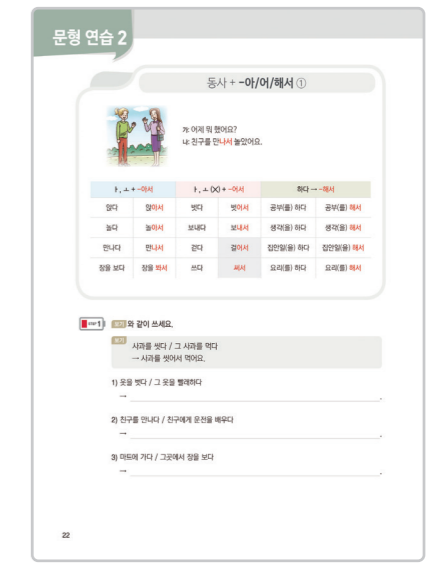 문형 연습 2
동사 + -아/어/해서 ①
가: 어제 뭐 했어요?
나: 친구를 만나서 놀았어요.
ㅏ, ㅗ + -아서 ㅏ, ㅗ (X) + -어서 하다 → -해서
앉다 앉아서 벗다 벗어서 공부(를) 하다 공부(를) 해서
놀다 놀아서 보내다 보내서 생각(을) 하다 생각(을) 해서
만나다 만나서 걷다 걸어서 집안일(을) 하다 집안일(을) 해서
장을 보다 장을 봐서 쓰다 써서 요리(를) 하다 요리(를) 해서
STEP 1 보기 와 같이 쓰세요.
보기
사과를 씻다 / 그 사과를 먹다
→ 사과를 씻어서 먹어요.
1) 옷을 벗다 / 그 옷을 빨래하다
→ .
2) 친구를 만나다 / 친구에게 운전을 배우다
→ .
3) 마트에 가다 / 그곳에서 장을 보다
→ .
22